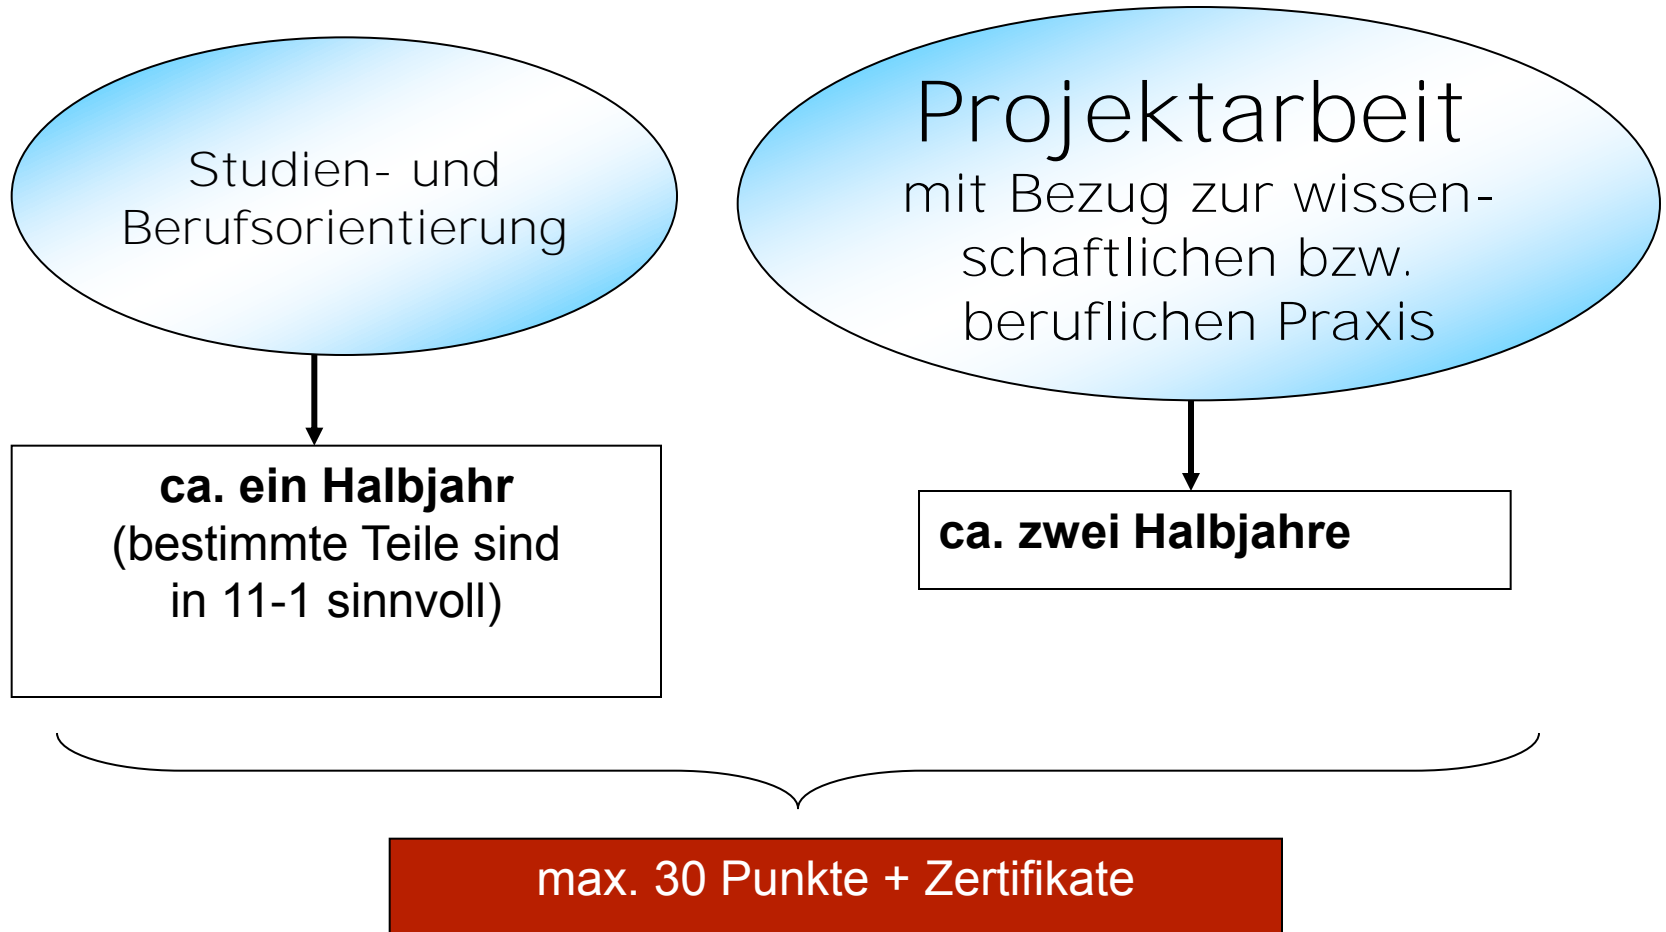 Studien- und
Berufsorientierung
Projektarbeit
mit Bezug zur wissen-
schaftlichen bzw.
beruflichen Praxis
ca. ein Halbjahr
(bestimmte Teile sind
in 11-1 sinnvoll)
ca. zwei Halbjahre
max. 30 Punkte + Zertifikate